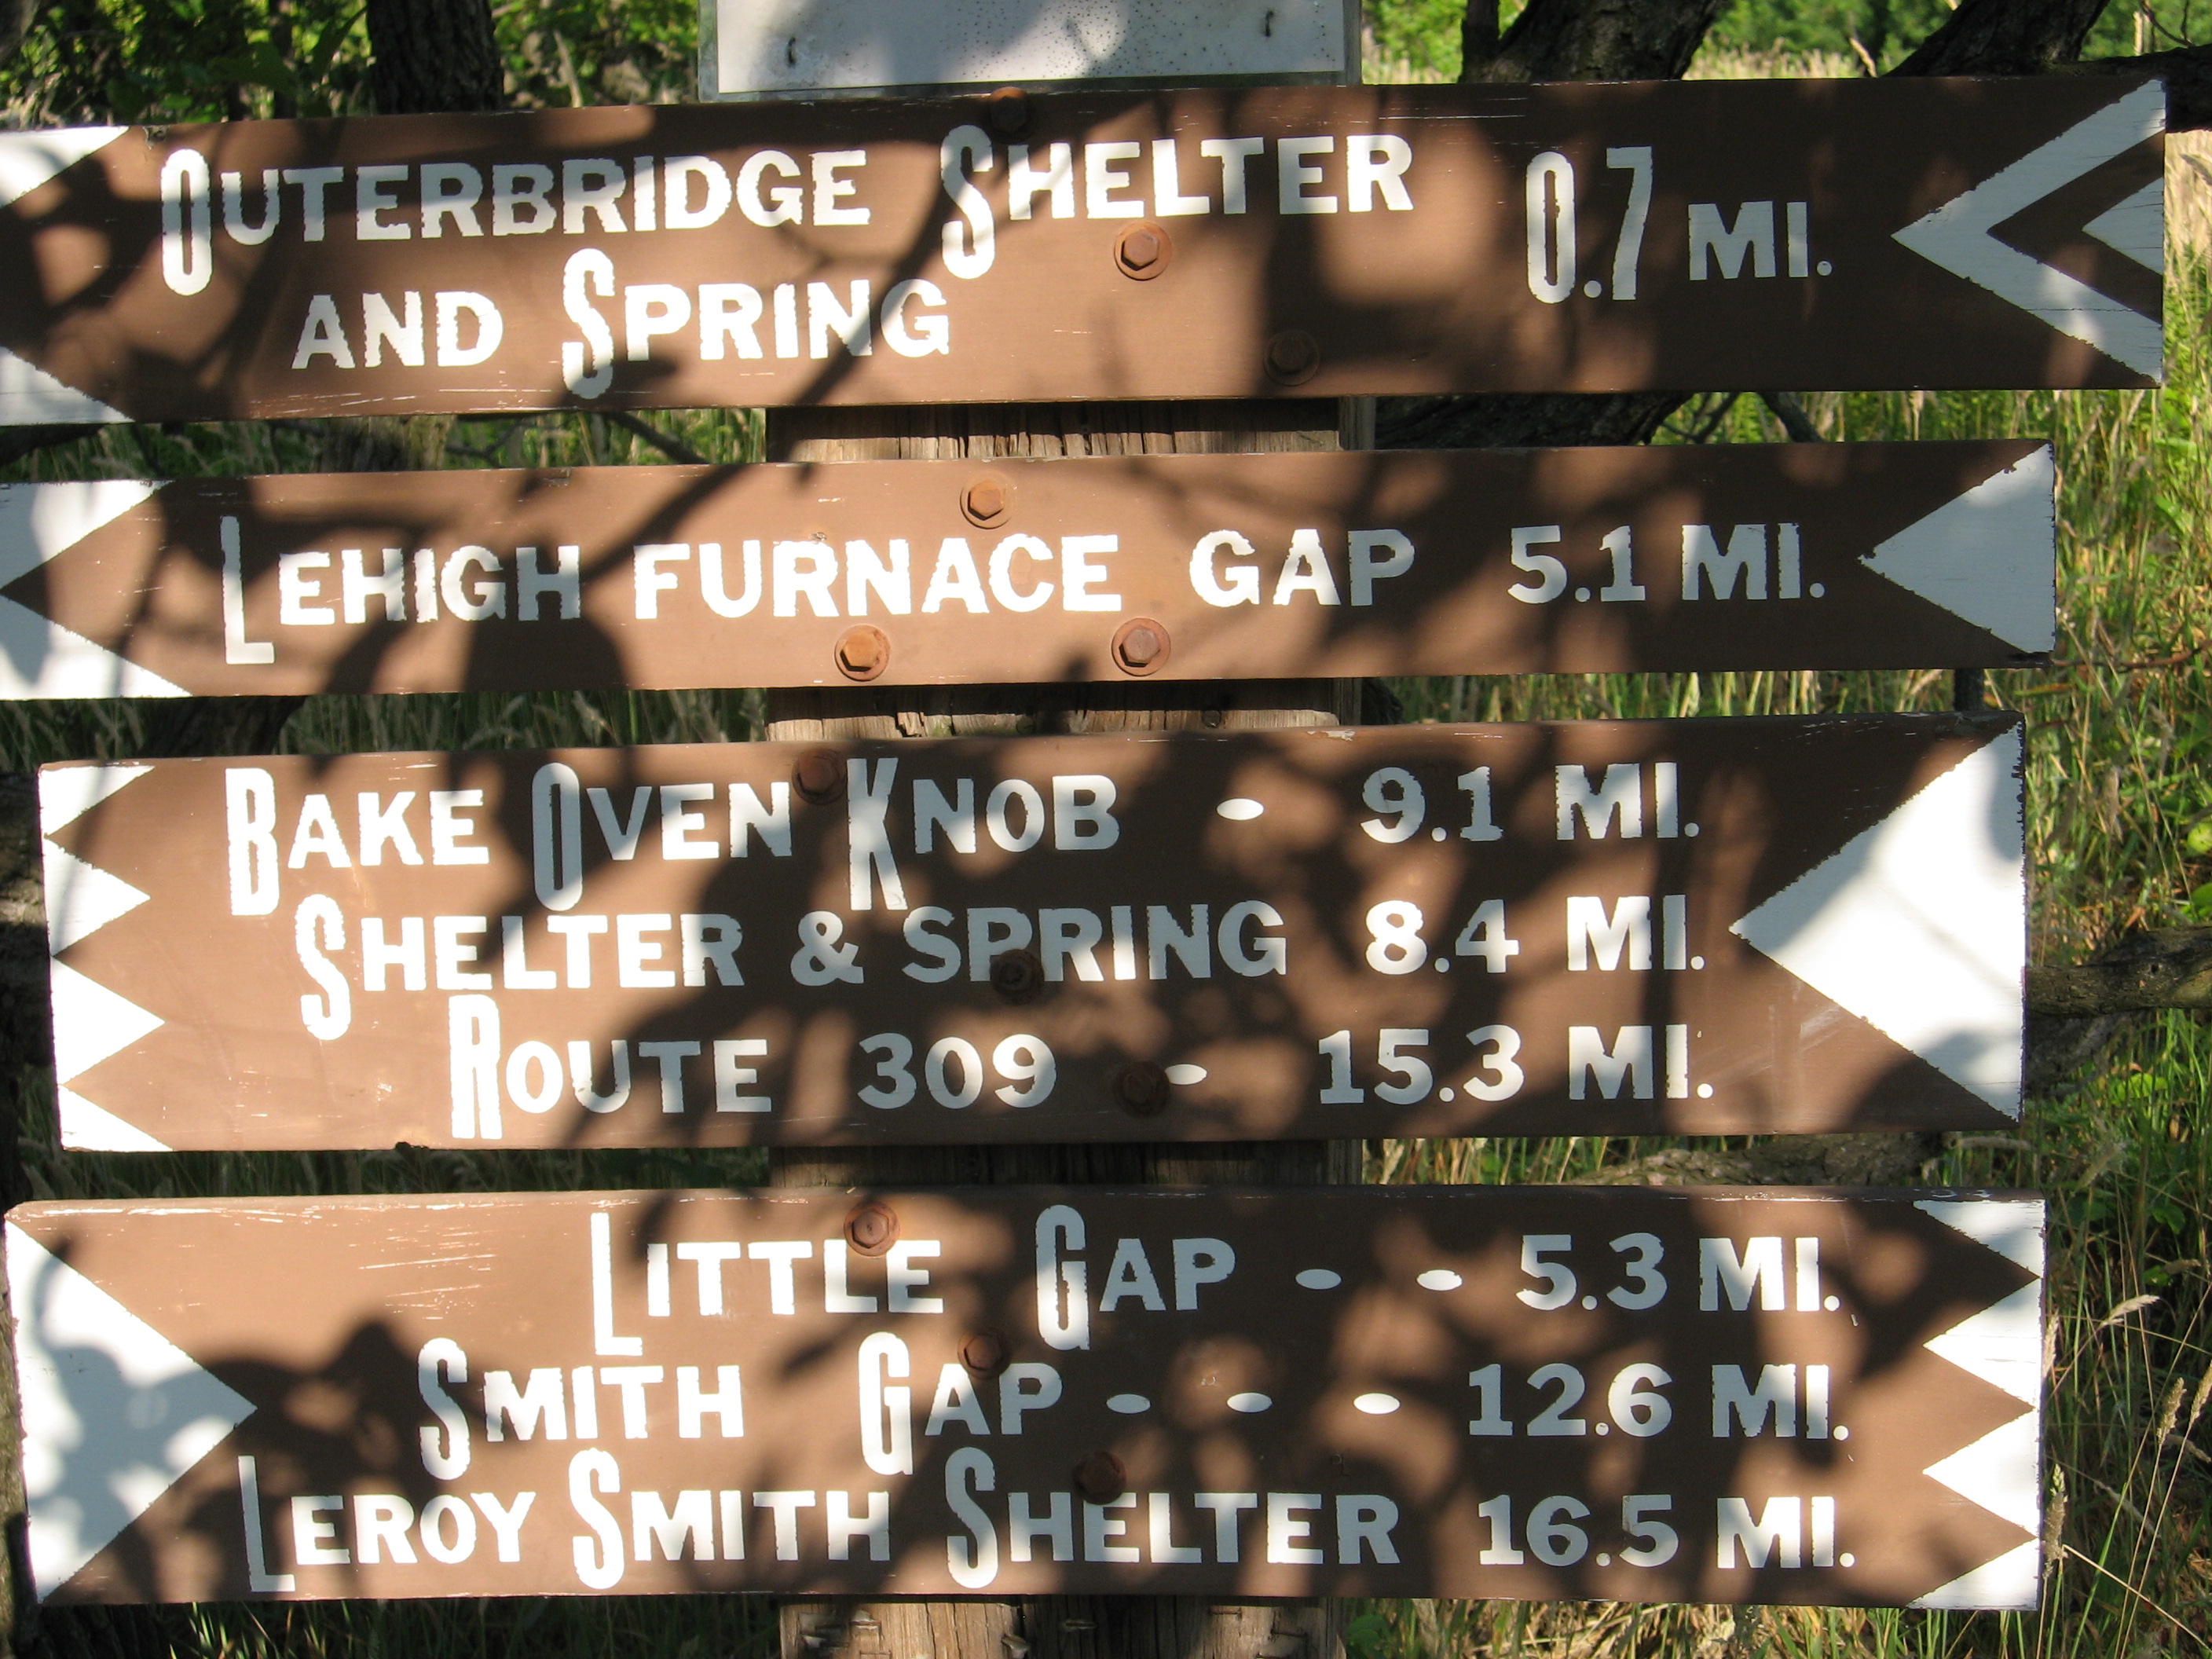 OUTERBRIDGE SHELTER 0.7 MI.
AND SPRING
LEHIGH FURNACE GAP 5.1 MI.
BAKE OVEN KNOB - 9.1 MI.
SHELTER & SPRING 8.4 MI.
ROUTE 309 - 15.3 MI.
LITTLE GAP - - 5.3 MI.
SMITH GAP - - - 12.6 MI.
LEROY SMITH SHELTER 16.5 MI.